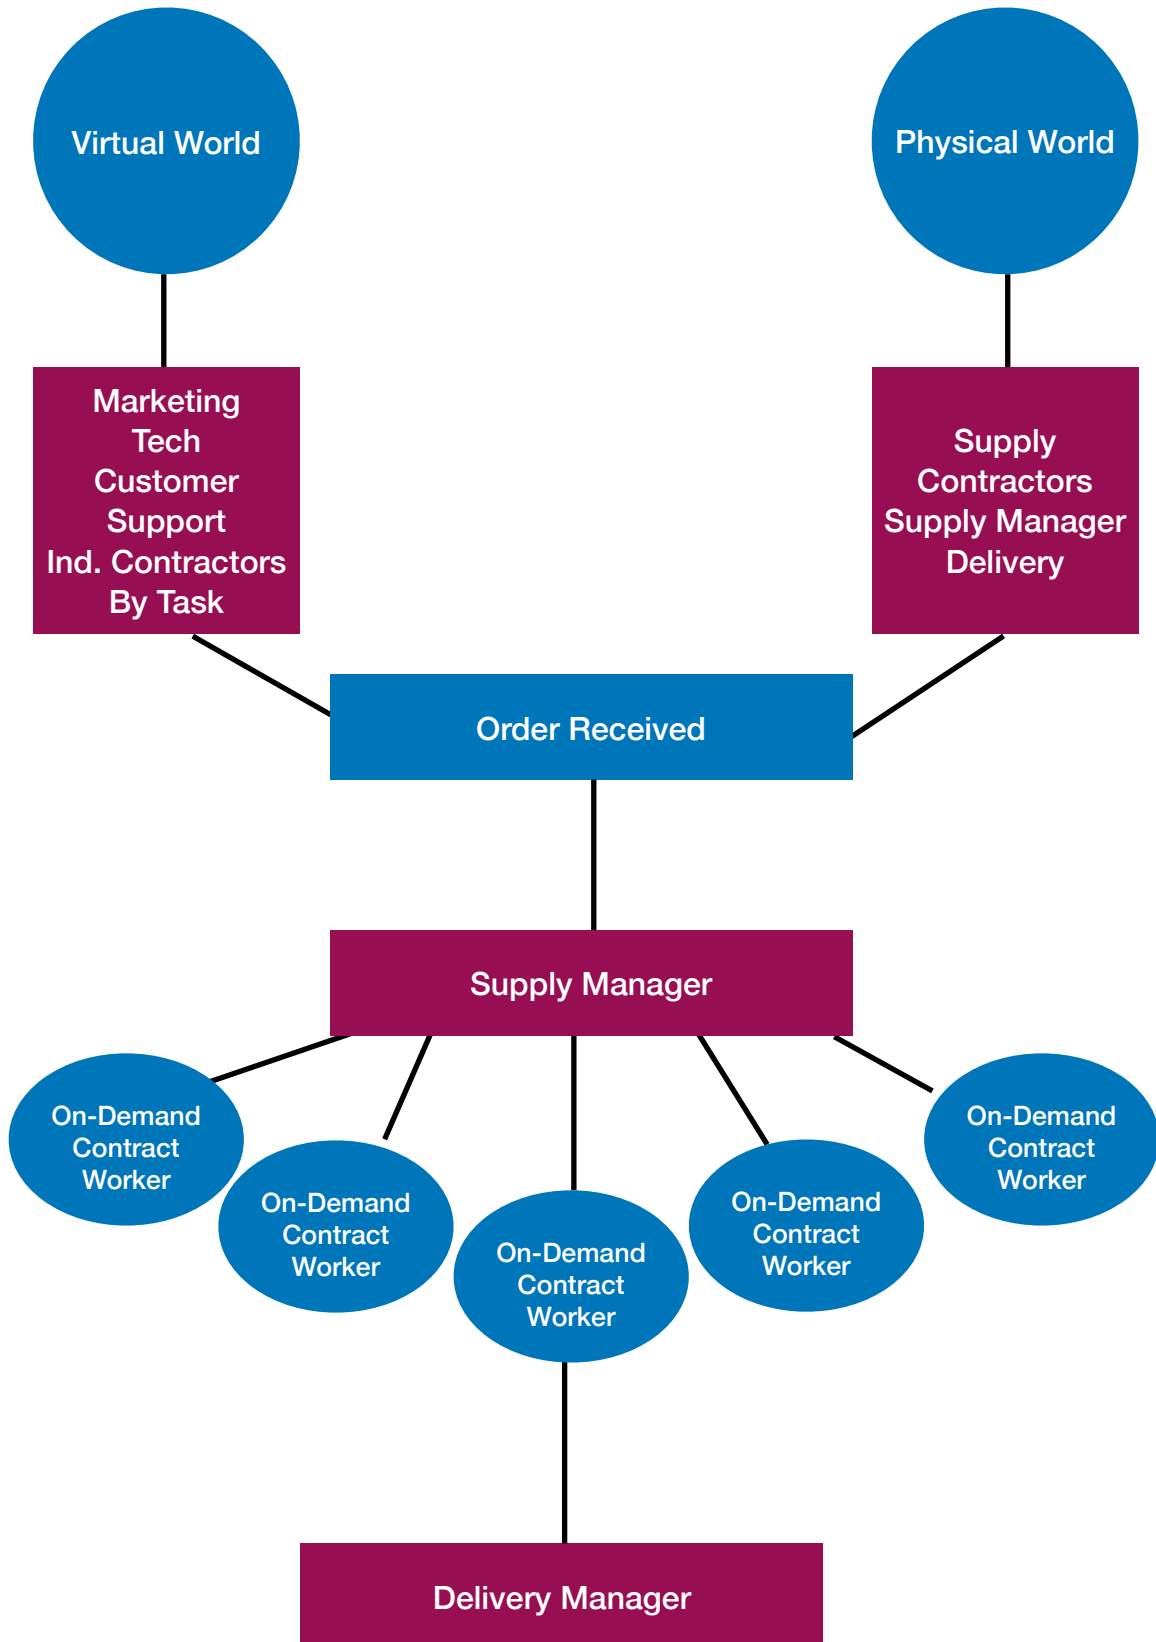 Virtual World
Physical World
Marketing
Tech
Customer
Support
Ind. Contractors
By Task
Supply
Contractors
Supply Manager
Delivery
Order Received
Supply Manager
On-Demand
Contract
Worker
On-Demand
Contract
Worker
On-Demand
Contract
Worker
On-Demand
Contract
Worker
On-Demand
Contract
Worker
Delivery Manager